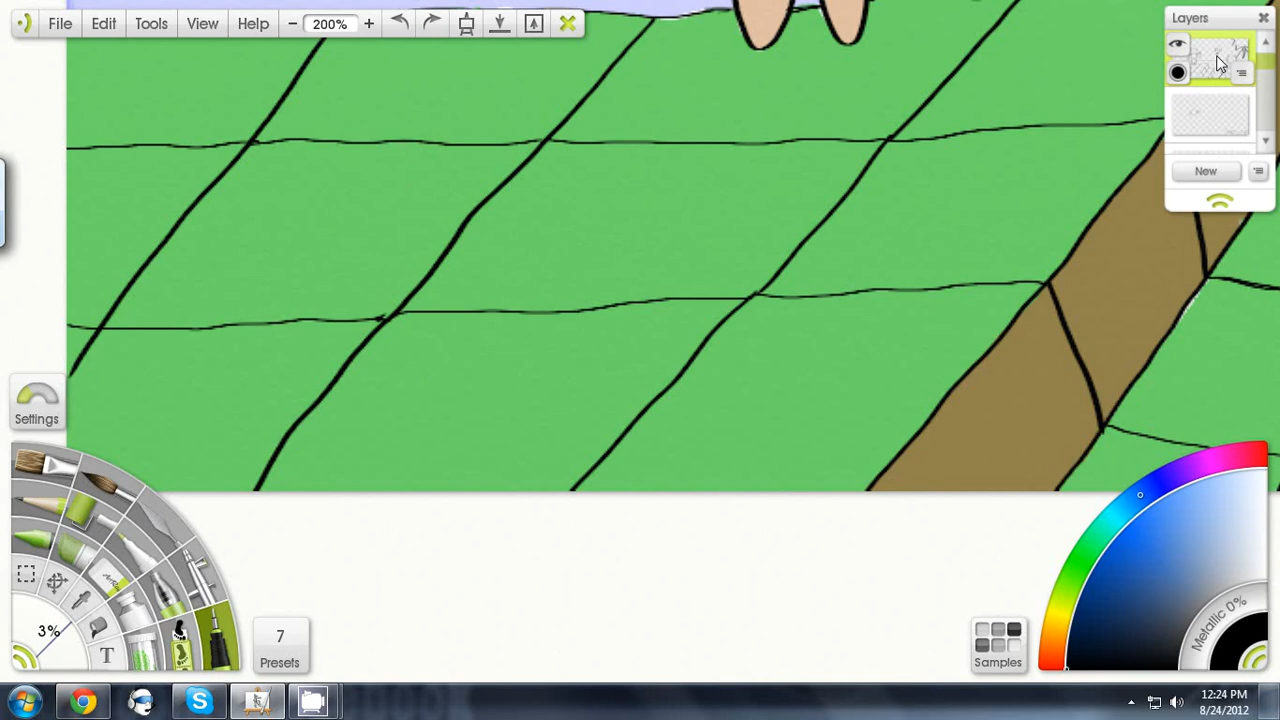 File Edit Tools View Help − 200% +
Layers
New
Settings
3%
T
7
Presets
Samples
Metallic 0%
12:24 PM
8/24/2012